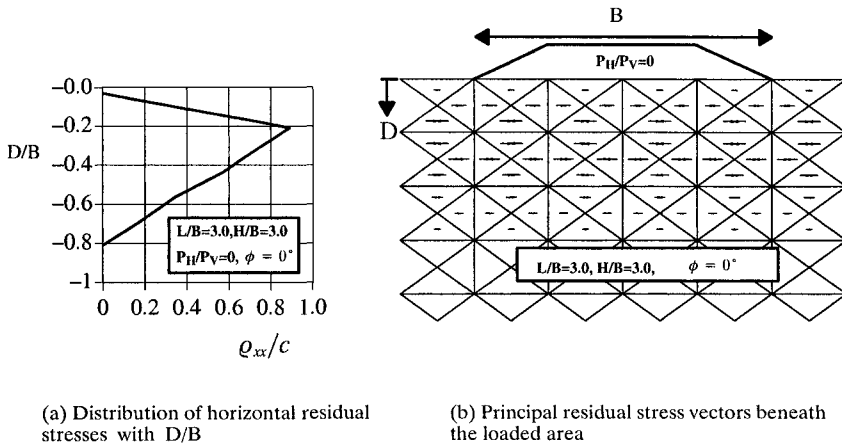 −0.0
−0.2
D/B
−0.4
−0.6
−0.8
−1
L/B=3.0,H/B=3.0
P_H/P_V=0, ϕ = 0°
0 0.2 0.4 0.6 0.8 1.0
ϱ_xx/c
(a) Distribution of horizontal residual
stresses with D/B
B
P_H/P_V=0
D
L/B=3.0, H/B=3.0, ϕ = 0°
(b) Principal residual stress vectors beneath
the loaded area